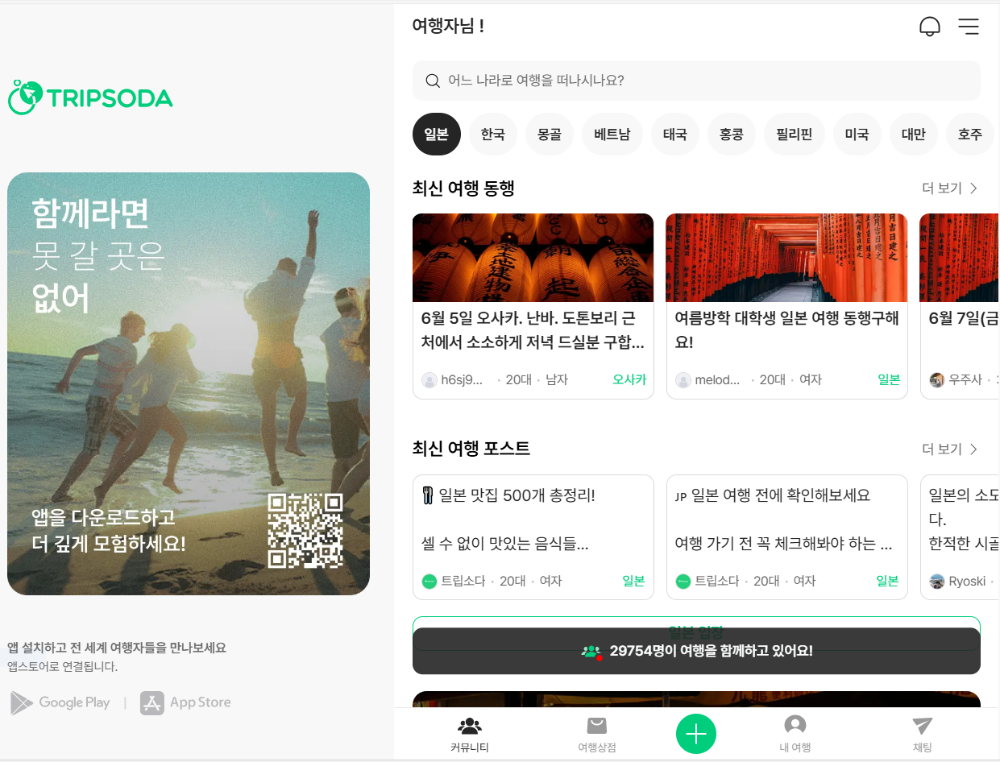 TRIPSODA
함께라면
못 갈 곳은
없어
앱을 다운로드하고
더 깊게 모험하세요!
앱 설치하고 전 세계 여행자들을 만나보세요
앱스토어로 연결됩니다.
Google Play | App Store
여행자님 !
어느 나라로 여행을 떠나시나요?
일본 한국 몽골 베트남 태국 홍콩 필리핀 미국 대만 호주
최신 여행 동행
더 보기
6월 5일 오사카. 난바. 도톤보리 근
처에서 소소하게 저녁 드실분 구합...
h6sj9... · 20대 · 남자 오사카
여름방학 대학생 일본 여행 동행구해
요!
melod... · 20대 · 여자 일본
6월 7일(금
우주사 ·
최신 여행 포스트
더 보기
일본 맛집 500개 총정리!
셀 수 없이 맛있는 음식들...
트립소다 · 20대 · 여자 일본
JP 일본 여행 전에 확인해보세요
여행 가기 전 꼭 체크해봐야 하는 ...
트립소다 · 20대 · 여자 일본
일본의 소도
다.
한적한 시골
Ryoski ·
일본 입장
29754명이 여행을 함께하고 있어요!
커뮤니티 여행상점 내 여행 채팅